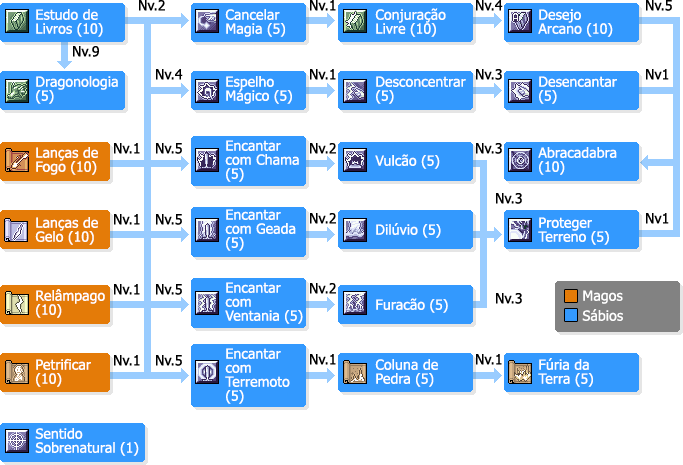 Estudo de
Livros (10)
Nv.2
Cancelar
Magia (5)
Nv.1
Conjuração
Livre (10)
Nv.4
Desejo
Arcano (10)
Nv.5
Nv.9
Dragonologia
(5)
Nv.4
Espelho
Mágico (5)
Nv.1
Desconcentrar
(5)
Nv.3
Desencantar
(5)
Nv1
Lanças de
Fogo (10)
Nv.1
Nv.5
Encantar
com Chama
(5)
Nv.2
Vulcão (5)
Nv.3
Abracadabra
(10)
Lanças de
Gelo (10)
Nv.1
Nv.5
Encantar
com Geada
(5)
Nv.2
Dilúvio (5)
Nv.3
Proteger
Terreno (5)
Nv1
Relâmpago
(10)
Nv.1
Nv.5
Encantar
com
Ventania (5)
Nv.2
Furacão (5)
Nv.3
Magos
Sábios
Petrificar
(10)
Nv.1
Nv.5
Encantar
com
Terremoto
(5)
Nv.1
Coluna de
Pedra (5)
Nv.1
Fúria da
Terra (5)
Sentido
Sobrenatural (1)